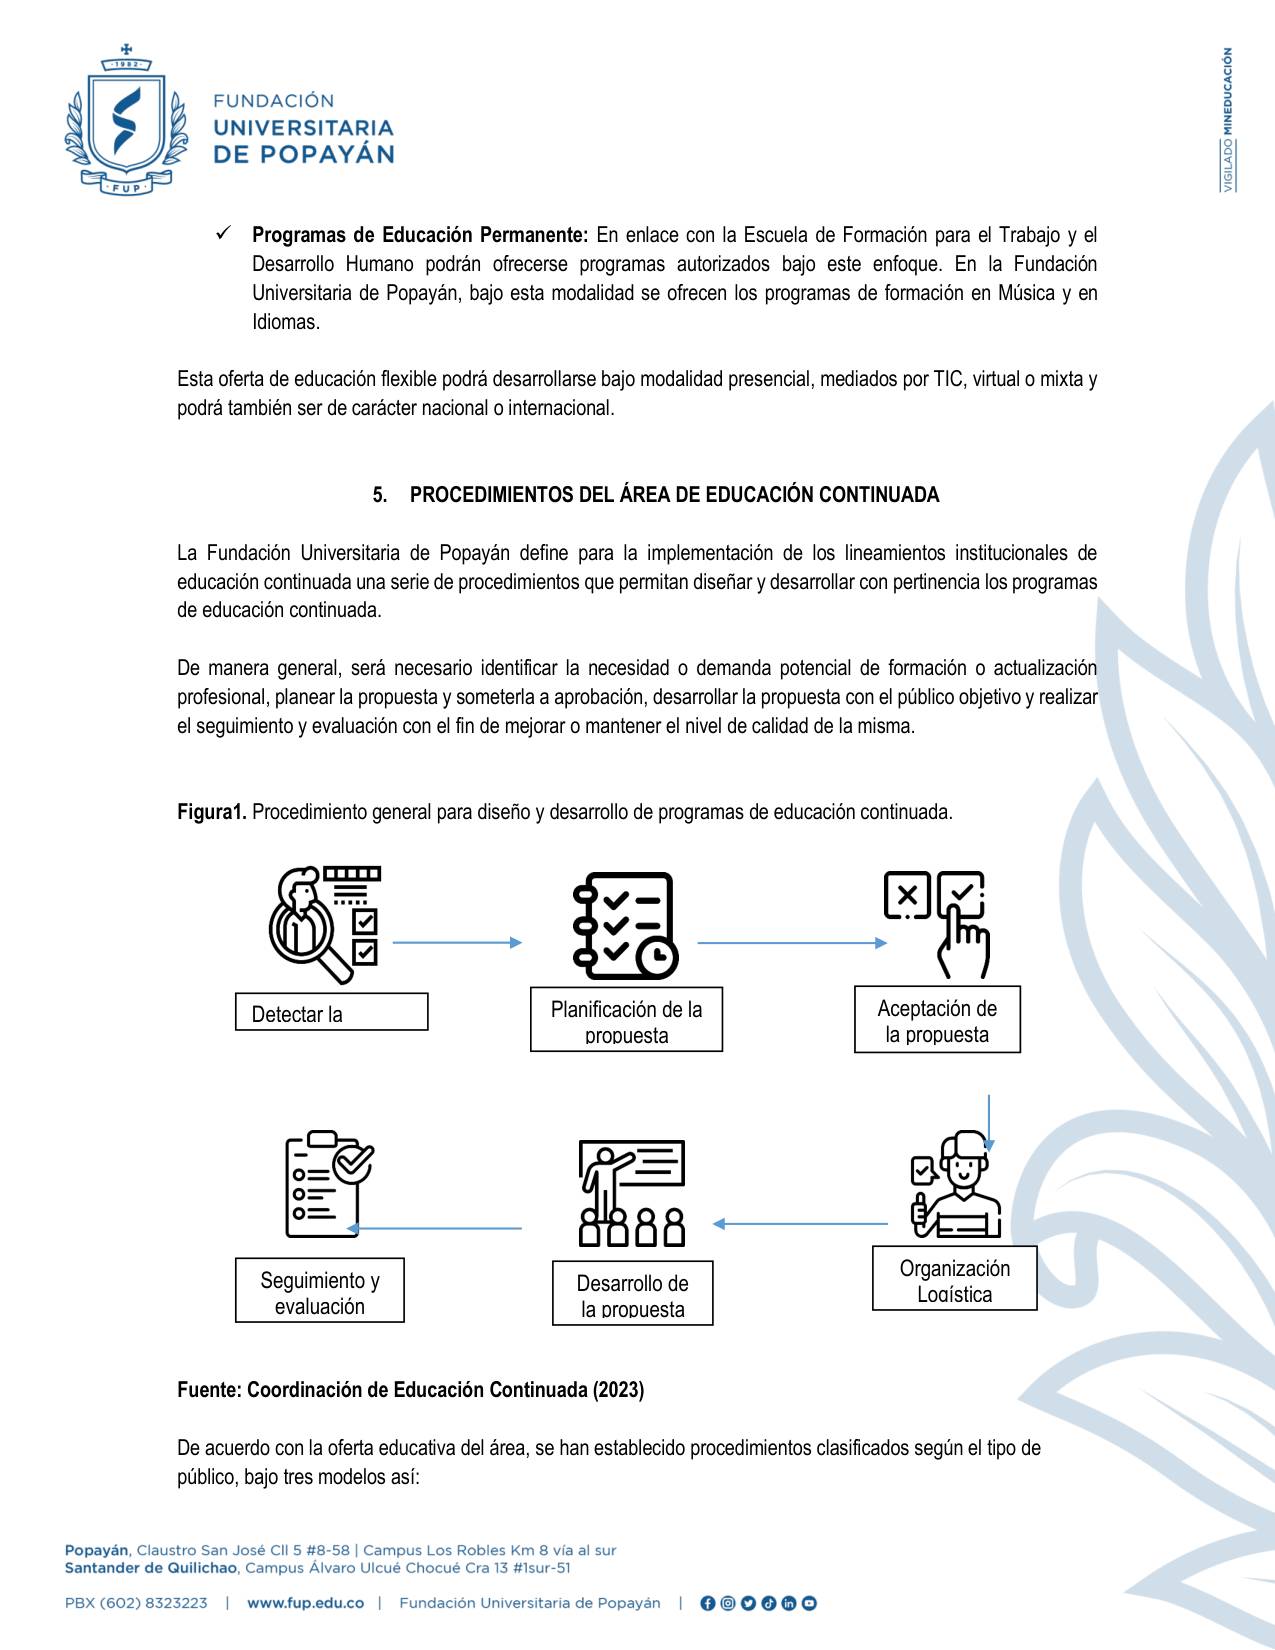 1982
FUP
FUNDACIÓN
UNIVERSITARIA
DE POPAYÁN
VIGILADO MINEDUCACIÓN
✓ Programas de Educación Permanente: En enlace con la Escuela de Formación para el Trabajo y el
Desarrollo Humano podrán ofrecerse programas autorizados bajo este enfoque. En la Fundación
Universitaria de Popayán, bajo esta modalidad se ofrecen los programas de formación en Música y en
Idiomas.
Esta oferta de educación flexible podrá desarrollarse bajo modalidad presencial, mediados por TIC, virtual o mixta y
podrá también ser de carácter nacional o internacional.
5. PROCEDIMIENTOS DEL ÁREA DE EDUCACIÓN CONTINUADA
La Fundación Universitaria de Popayán define para la implementación de los lineamientos institucionales de
educación continuada una serie de procedimientos que permitan diseñar y desarrollar con pertinencia los programas
de educación continuada.
De manera general, será necesario identificar la necesidad o demanda potencial de formación o actualización
profesional, planear la propuesta y someterla a aprobación, desarrollar la propuesta con el público objetivo y realizar
el seguimiento y evaluación con el fin de mejorar o mantener el nivel de calidad de la misma.
Figura1. Procedimiento general para diseño y desarrollo de programas de educación continuada.
Detectar la
Planificación de la
propuesta
Aceptación de
la propuesta
Seguimiento y
evaluación
Desarrollo de
la propuesta
Organización
Logística
Fuente: Coordinación de Educación Continuada (2023)
De acuerdo con la oferta educativa del área, se han establecido procedimientos clasificados según el tipo de
público, bajo tres modelos así:
Popayán, Claustro San José Cll 5 #8-58 | Campus Los Robles Km 8 vía al sur
Santander de Quilichao, Campus Álvaro Ulcué Chocué Cra 13 #1sur-51
PBX (602) 8323223 | www.fup.edu.co | Fundación Universitaria de Popayán |